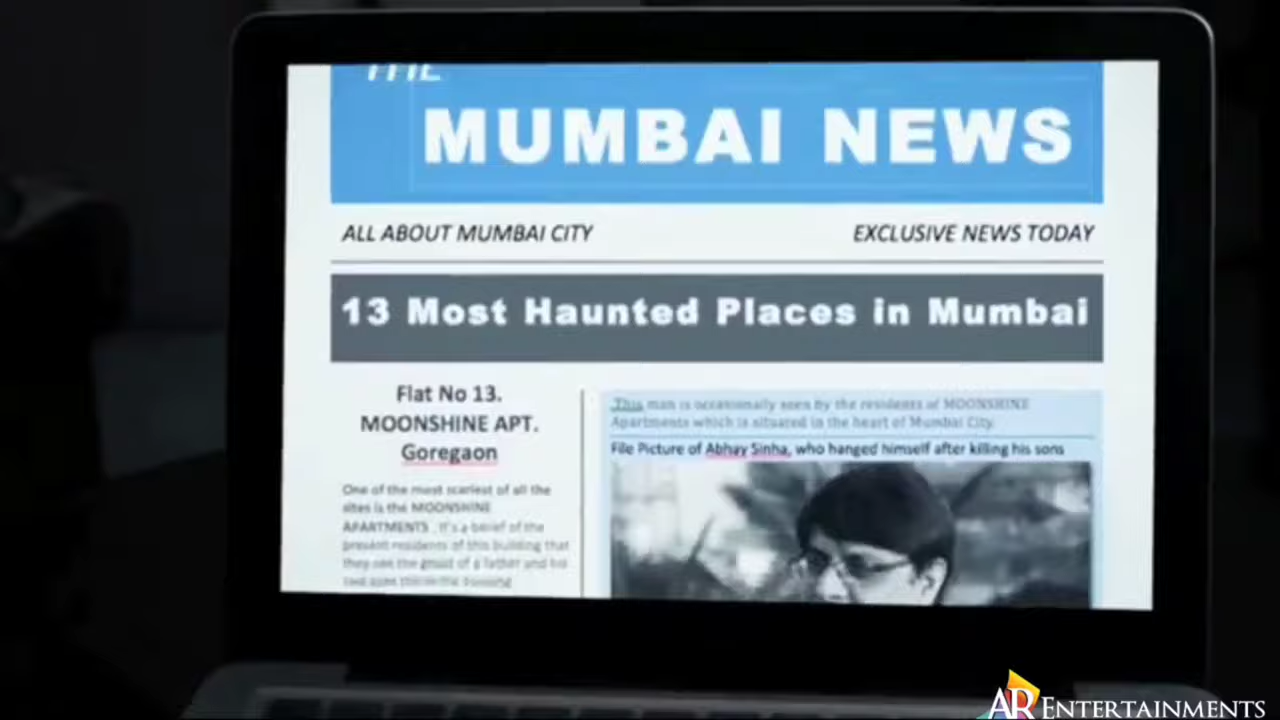 THE
MUMBAI NEWS
ALL ABOUT MUMBAI CITY EXCLUSIVE NEWS TODAY
13 Most Haunted Places in Mumbai
Flat No 13.
MOONSHINE APT.
Goregaon
One of the most scariest of all the
sites is the MOONSHINE
APARTMENTS . It's a belief of the
present residents of this building that
they see the ghost of a father and his
This man is occasionally seen by the residents of MOONSHINE
Apartments which is situated in the heart of Mumbai City.
File Picture of Abhay Sinha, who hanged himself after killing his sons
AR ENTERTAINMENTS